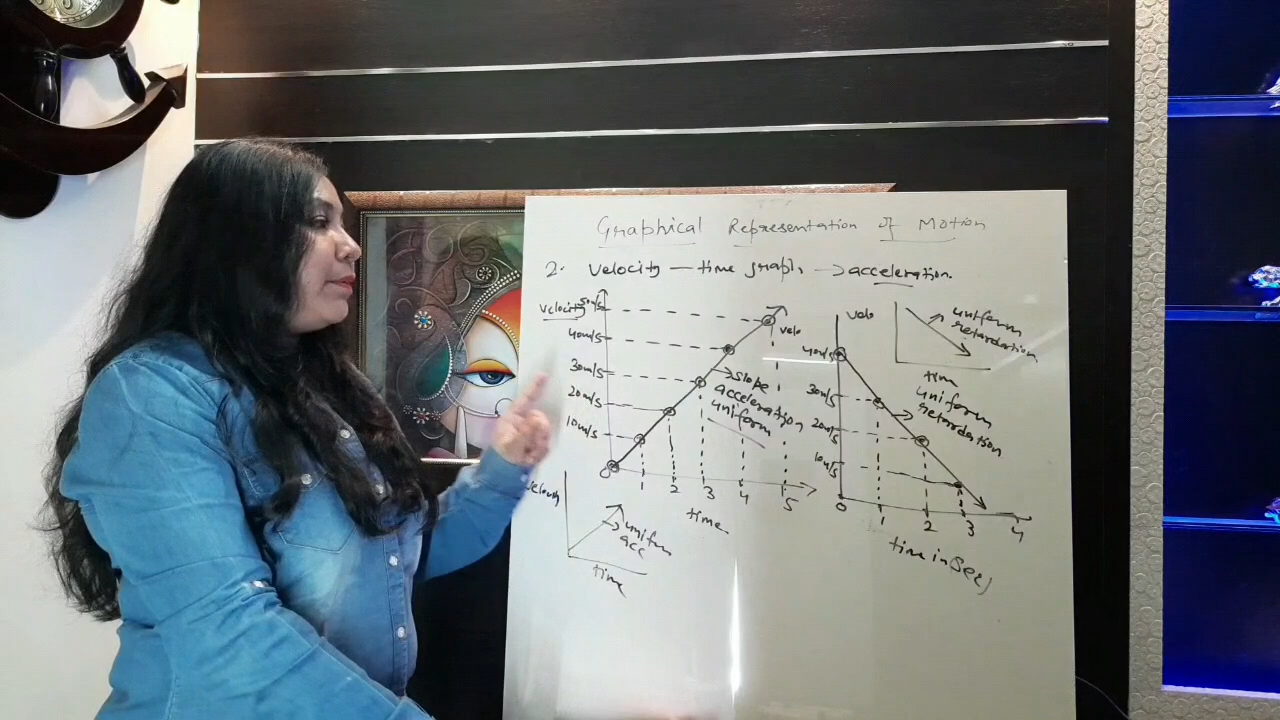 Graphical Representation of Motion
2. Velocity — time graph → acceleration.
velocity
50m/s
40m/s
30m/s
20m/s
10m/s
0
1
2
3
4
5
time
velo
slope
acceleration
uniform
velocity
uniform
acc
time
velo
40m/s
30m/s
20m/s
10m/s
0
1
2
3
4
time in (sec)
uniform
retardation
uniform
retardation
time